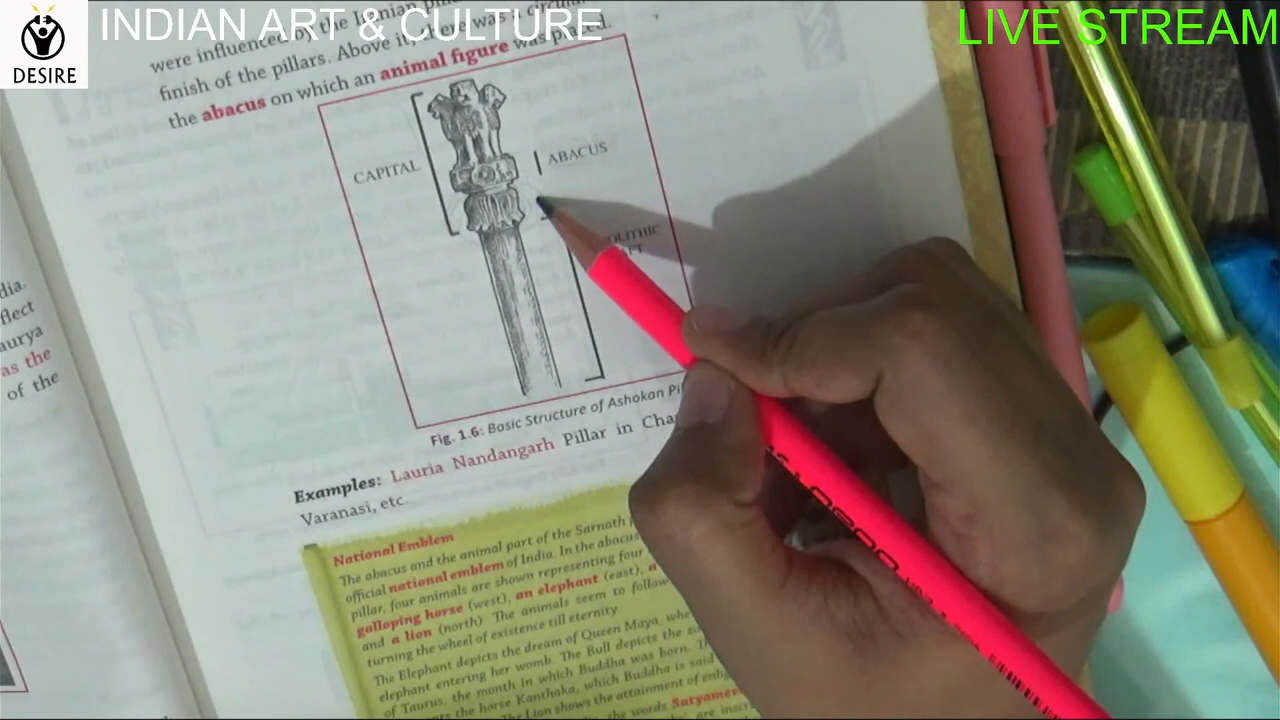 INDIAN ART & CULTURE
LIVE STREAM
DESIRE
were influenced by the Iranian
finish of the pillars. Above it, there was a circular
the abacus on which an animal figure was placed.
CAPITAL
ABACUS
Fig. 1.6: Basic Structure of Ashokan
Examples: Lauria Nandangarh Pillar in
Varanasi, etc.
National Emblem
The abacus and the animal part of the Sarnath
official national emblem of India. In the abacus
pillar, four animals are shown representing four
galloping horse (west), an elephant (east), a
and a lion (north). The animals seem to follow
turning the wheel of existence till eternity
The Elephant depicts the dream of Queen Maya,
elephant entering her womb. The Bull depicts the
of Taurus, the month in which Buddha was born.
the horse Kanthaka, which Buddha is said
The Lion shows the attainment of
the words
are
dia.
flect
aurya
as the
of the